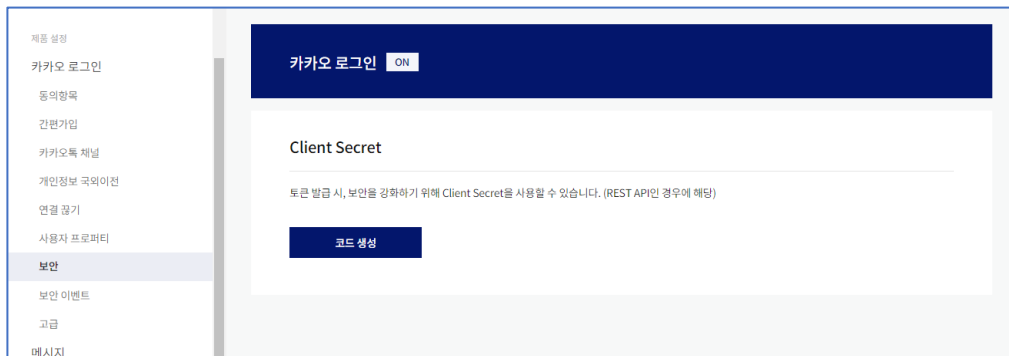 제품 설정
카카오 로그인
동의항목
간편가입
카카오톡 채널
개인정보 국외이전
연결 끊기
사용자 프로퍼티
보안
보안 이벤트
고급
메시지
카카오 로그인 ON
Client Secret
토큰 발급 시, 보안을 강화하기 위해 Client Secret을 사용할 수 있습니다. (REST API인 경우에 해당)
코드 생성